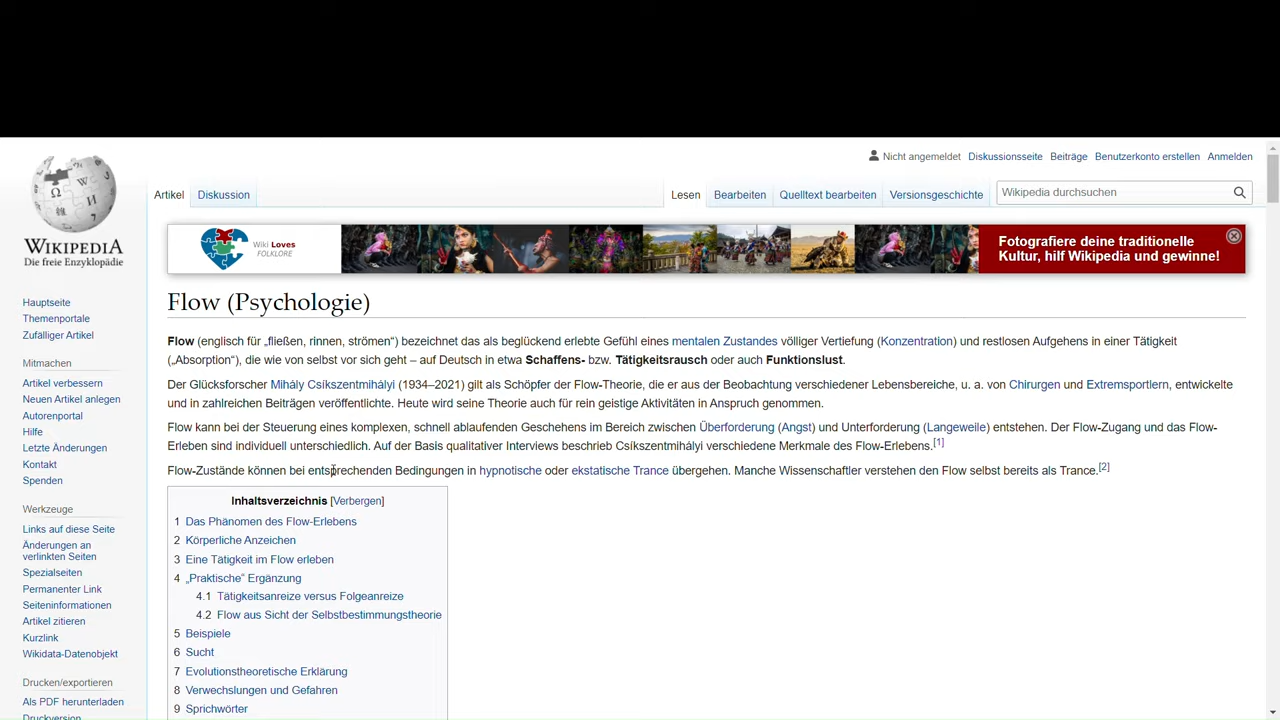 Nicht angemeldet Diskussionsseite Beiträge Benutzerkonto erstellen Anmelden
Artikel Diskussion Lesen Bearbeiten Quelltext bearbeiten Versionsgeschichte Wikipedia durchsuchen
WIKIPEDIA
Die freie Enzyklopädie
Hauptseite
Themenportale
Zufälliger Artikel
Mitmachen
Artikel verbessern
Neuen Artikel anlegen
Autorenportal
Hilfe
Letzte Änderungen
Kontakt
Spenden
Werkzeuge
Links auf diese Seite
Änderungen an
verlinkten Seiten
Spezialseiten
Permanenter Link
Seiteninformationen
Artikel zitieren
Kurzlink
Wikidata-Datenobjekt
Drucken/exportieren
Als PDF herunterladen
Druckversion
Wiki Loves
FOLKLORE
Fotografiere deine traditionelle
Kultur, hilf Wikipedia und gewinne!
Flow (Psychologie)
Flow (englisch für „fließen, rinnen, strömen“) bezeichnet das als beglückend erlebte Gefühl eines mentalen Zustandes völliger Vertiefung (Konzentration) und restlosen Aufgehens in einer Tätigkeit
(„Absorption“), die wie von selbst vor sich geht – auf Deutsch in etwa Schaffens- bzw. Tätigkeitsrausch oder auch Funktionslust.
Der Glücksforscher Mihály Csíkszentmihályi (1934–2021) gilt als Schöpfer der Flow-Theorie, die er aus der Beobachtung verschiedener Lebensbereiche, u. a. von Chirurgen und Extremsportlern, entwickelte
und in zahlreichen Beiträgen veröffentlichte. Heute wird seine Theorie auch für rein geistige Aktivitäten in Anspruch genommen.
Flow kann bei der Steuerung eines komplexen, schnell ablaufenden Geschehens im Bereich zwischen Überforderung (Angst) und Unterforderung (Langeweile) entstehen. Der Flow-Zugang und das Flow-
Erleben sind individuell unterschiedlich. Auf der Basis qualitativer Interviews beschrieb Csíkszentmihályi verschiedene Merkmale des Flow-Erlebens.[1]
Flow-Zustände können bei entsprechenden Bedingungen in hypnotische oder ekstatische Trance übergehen. Manche Wissenschaftler verstehen den Flow selbst bereits als Trance.[2]
Inhaltsverzeichnis [Verbergen]
1 Das Phänomen des Flow-Erlebens
2 Körperliche Anzeichen
3 Eine Tätigkeit im Flow erleben
4 „Praktische“ Ergänzung
4.1 Tätigkeitsanreize versus Folgeanreize
4.2 Flow aus Sicht der Selbstbestimmungstheorie
5 Beispiele
6 Sucht
7 Evolutionstheoretische Erklärung
8 Verwechslungen und Gefahren
9 Sprichwörter